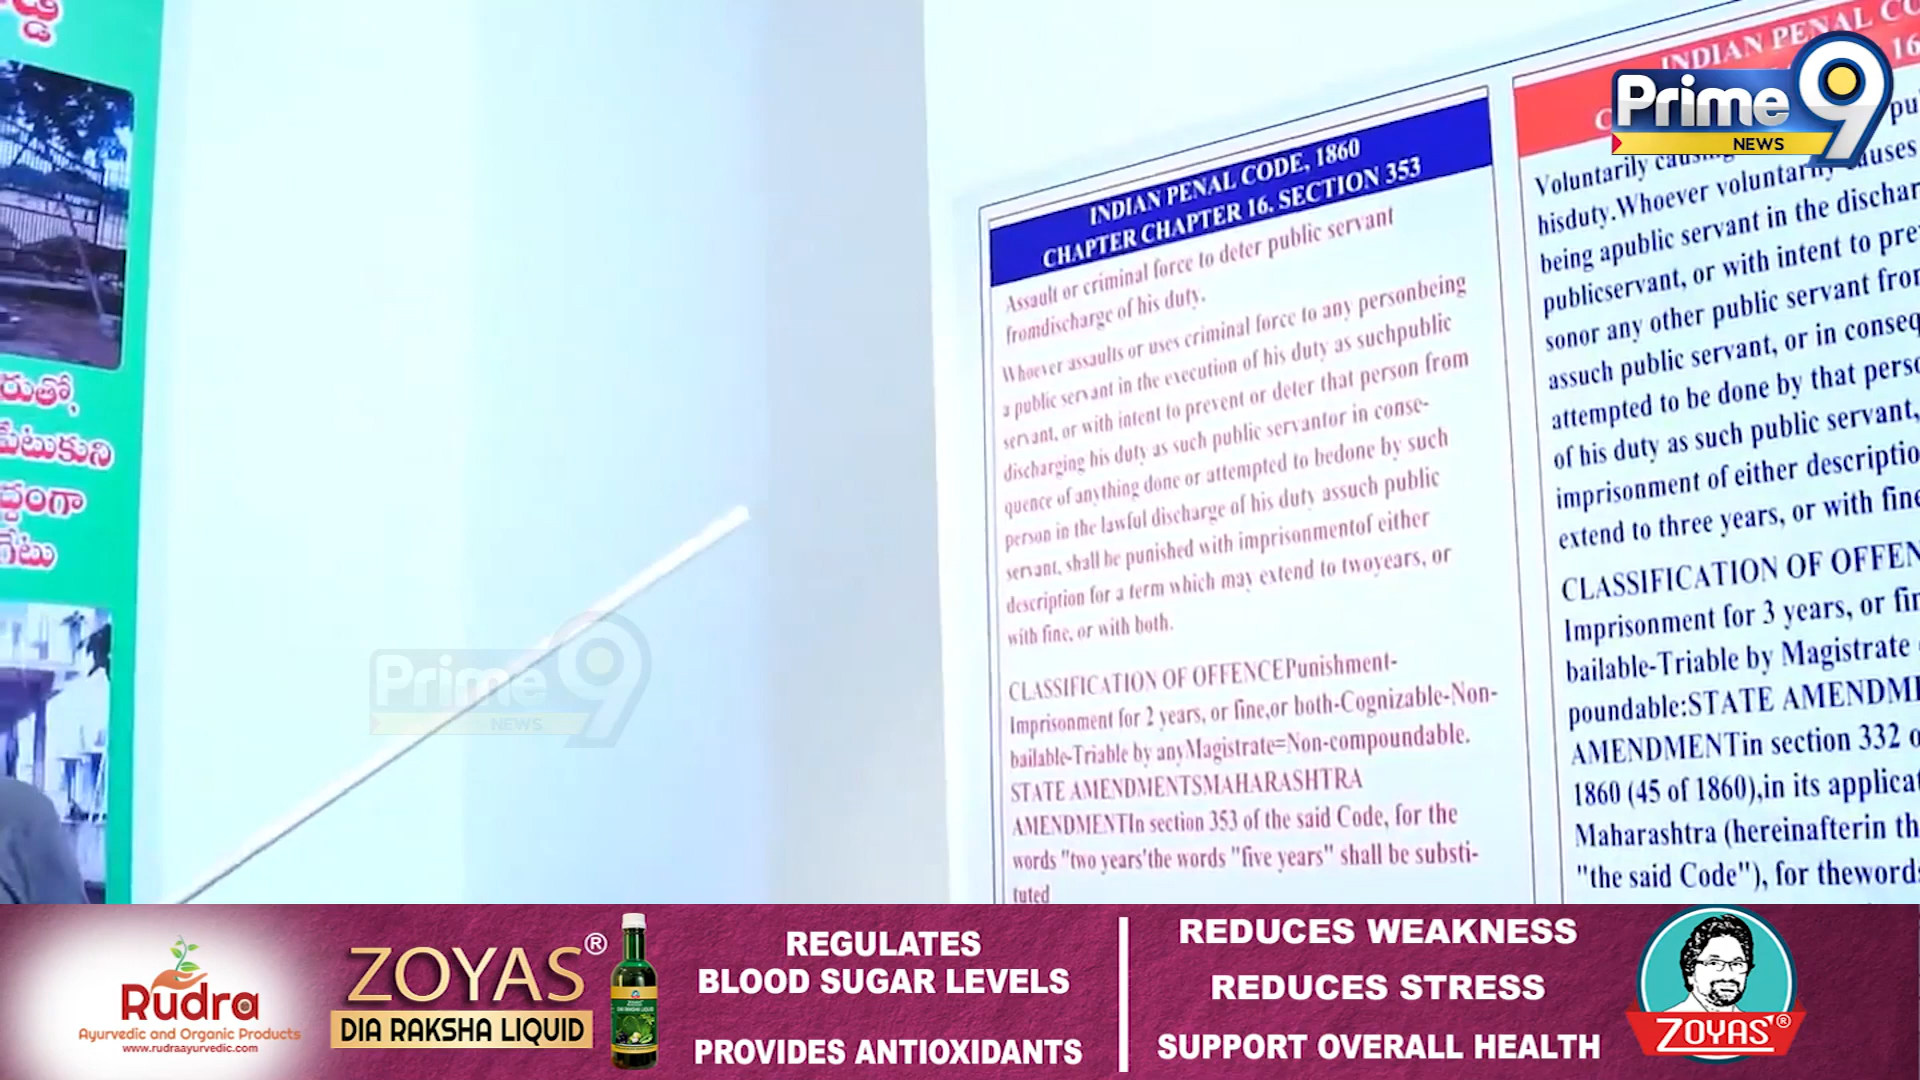 రుతో,
పేటుకుని
ద్దంగా
గేటు
INDIAN PENAL CODE, 1860
CHAPTER CHAPTER 16. SECTION 353
Assault or criminal force to deter public servant
fromdischarge of his duty.
Whoever assaults or uses criminal force to any personbeing
a public servant in the execution of his duty as suchpublic
servant, or with intent to prevent or deter that person from
discharging his duty as such public servantor in conse-
quence of anything done or attempted to bedone by such
person in the lawful discharge of his duty assuch public
servant, shall be punished with imprisonmentof either
description for a term which may extend to twoyears, or
with fine, or with both.
CLASSIFICATION OF OFFENCEPunishment-
Imprisonment for 2 years, or fine,or both-Cognizable-Non-
bailable-Triable by anyMagistrate=Non-compoundable.
STATE AMENDMENTSMAHARASHTRA
AMENDMENTIn section 353 of the said Code, for the
words "two years'the words "five years" shall be substi-
tuted
INDIAN PENAL CO
16
Voluntarily causing pu
hisduty.Whoever voluntarily causes
being apublic servant in the dischar
publicservant, or with intent to pre
sonor any other public servant from
assuch public servant, or in conseq
attempted to be done by that perso
of his duty as such public servant,
imprisonment of either descriptio
extend to three years, or with fine
CLASSIFICATION OF OFFEN
Imprisonment for 3 years, or fin
bailable-Triable by Magistrate
poundable:STATE AMENDME
AMENDMENTin section 332 o
1860 (45 of 1860),in its applicat
Maharashtra (hereinafterin th
"the said Code"), for thewords
Prime9
NEWS
Prime9
NEWS
Rudra
Ayurvedic and Organic Products
www.rudraayurvedic.com
ZOYAS®
DIA RAKSHA LIQUID
REGULATES
BLOOD SUGAR LEVELS
PROVIDES ANTIOXIDANTS
REDUCES WEAKNESS
REDUCES STRESS
SUPPORT OVERALL HEALTH
ZOYAS®